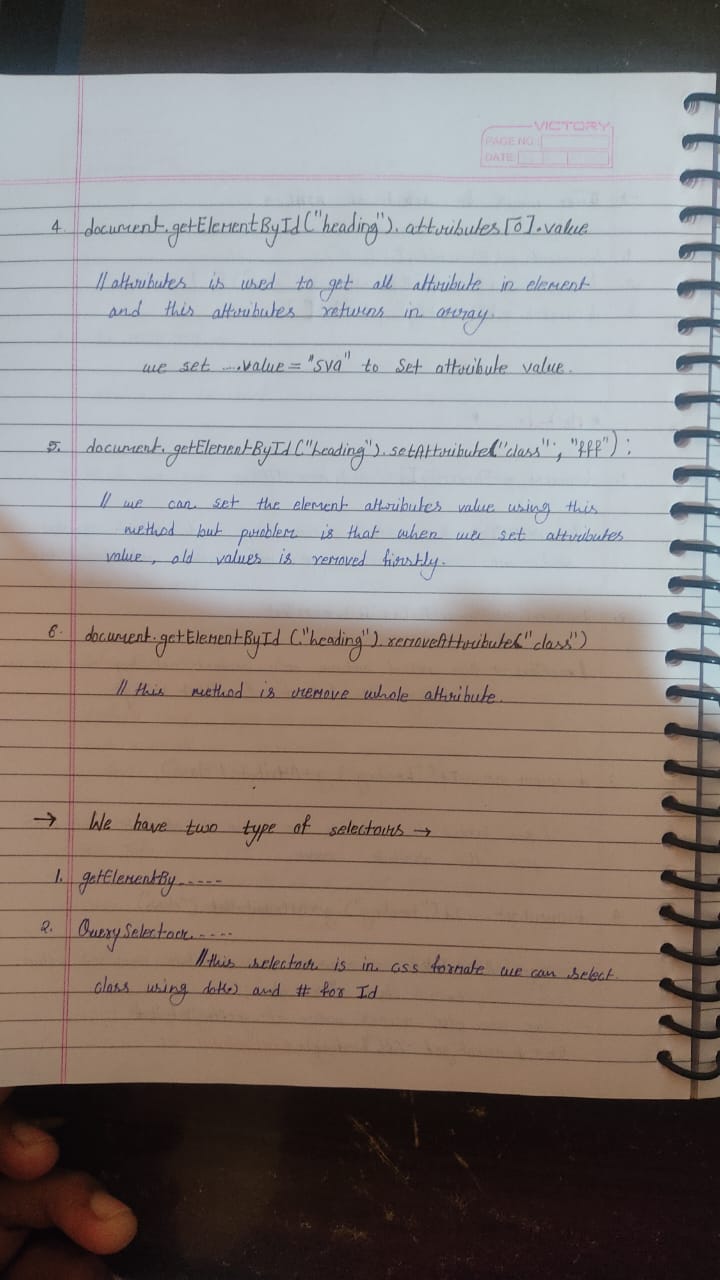 VICTORY
PAGE NO.:
DATE:
4. document.getElementById("heading").attributes[0].value
// attributes is used to get all attribute in element
and this attributes returns in array.
we set ....value = "sva" to set attribute value.
5. document.getElementById("heading").setAttribute("class"; "fff") ;
// we can set the element attributes value using this
method but problem is that when we set attributes
value, old values is removed firstly.
6. document.getElementById ("heading").removeAttribute("class")
// this method is remove whole attribute.
→ We have two type of selectors →
1. getElementBy.....
2. QuerySelector.....
// this selector is in css formate we can select
class using dot(.) and # for Id